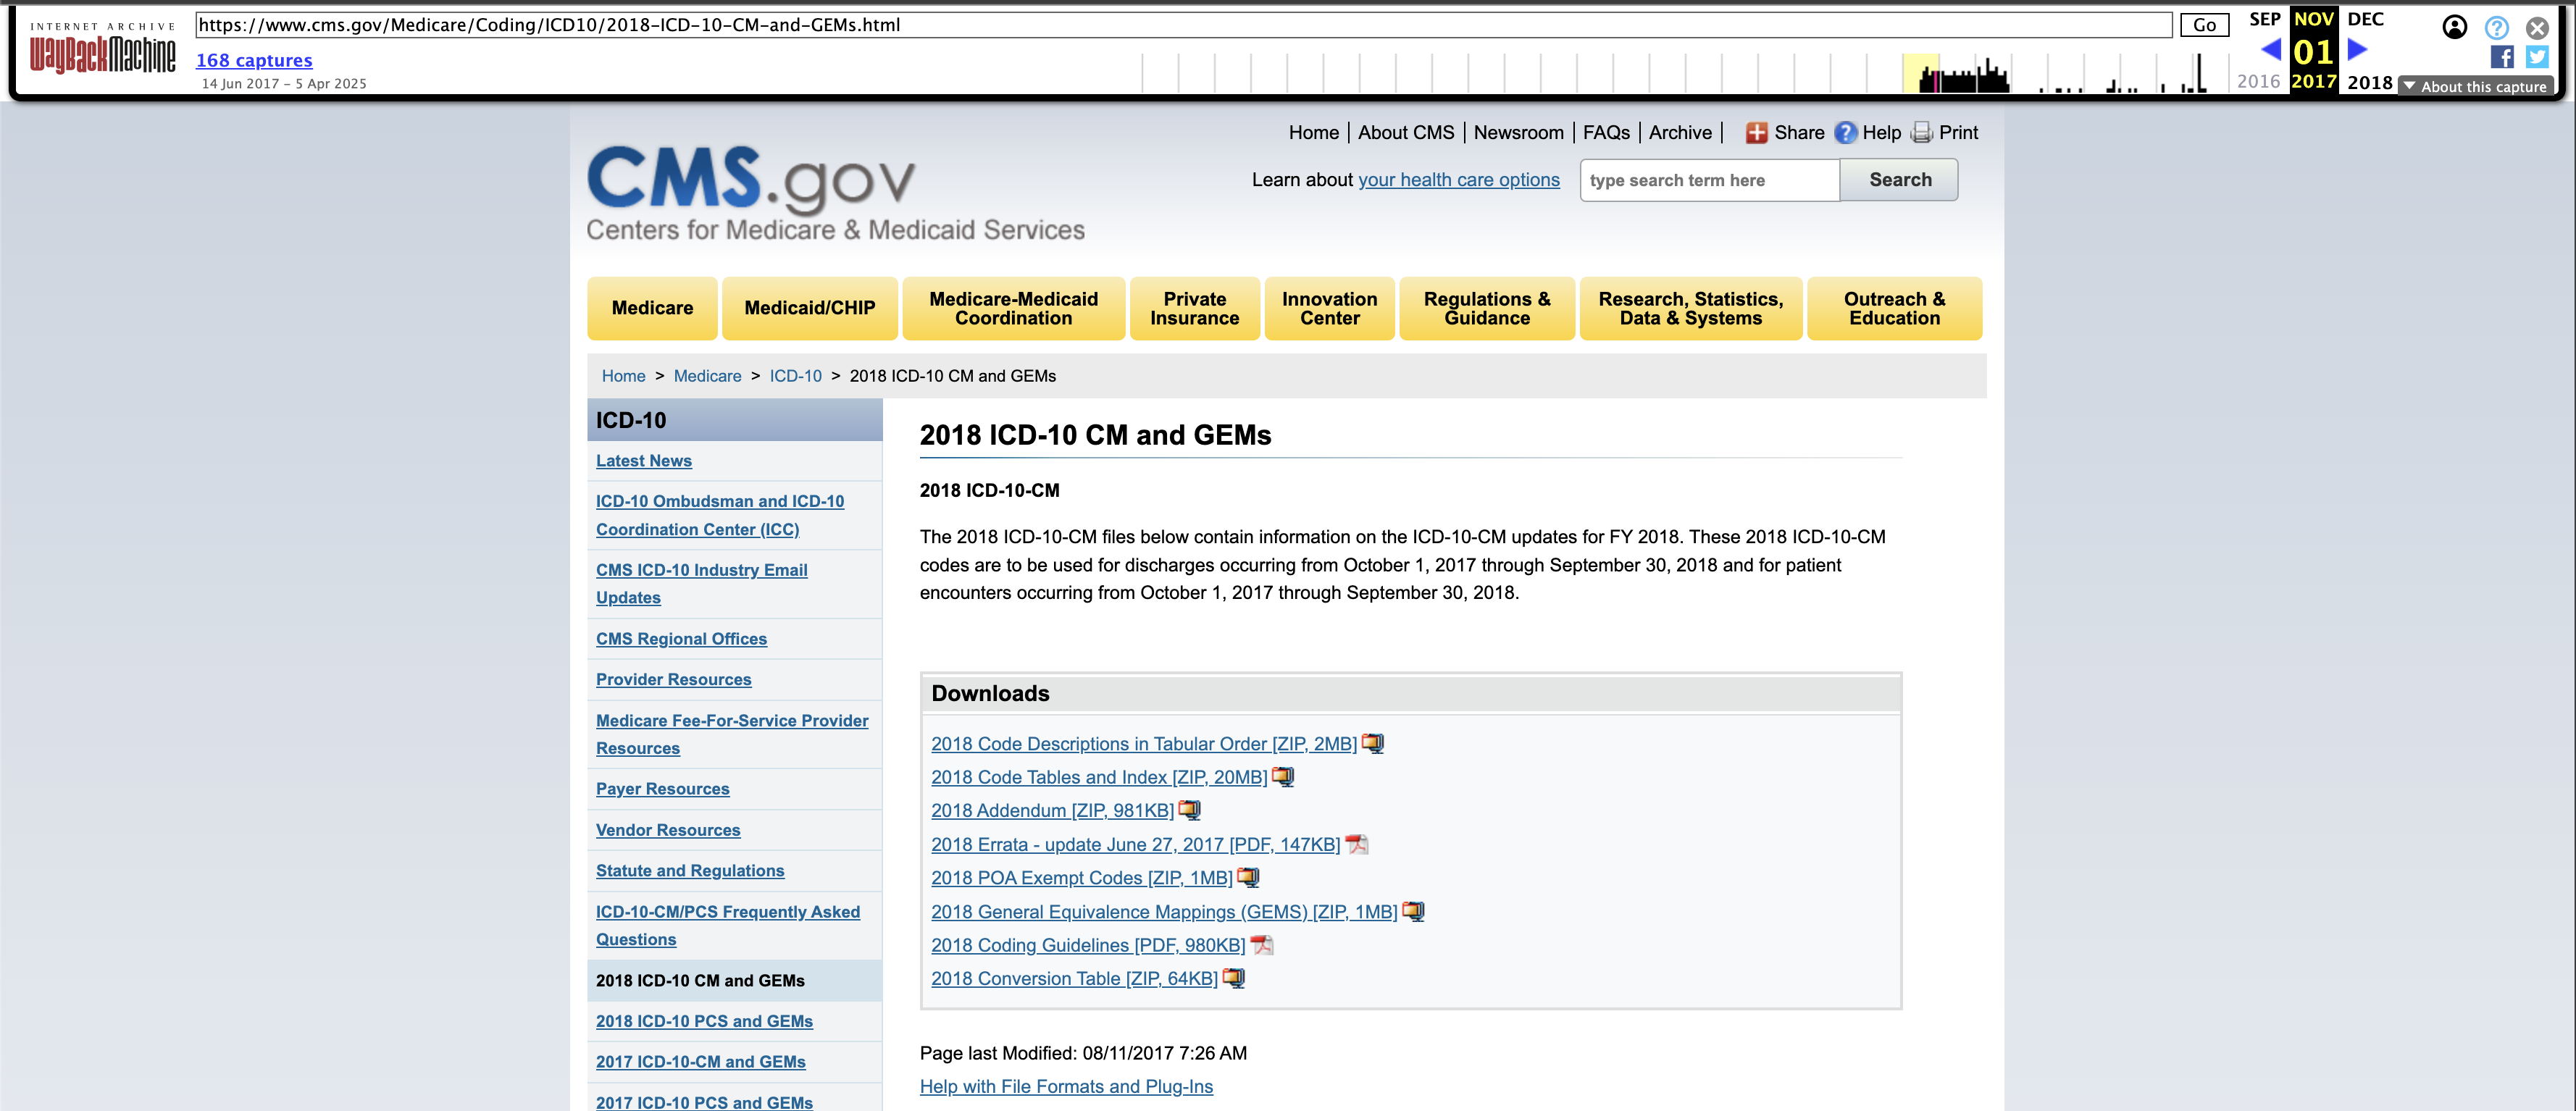 INTERNET ARCHIVE
WayBackMachine
https://www.cms.gov/Medicare/Coding/ICD10/2018-ICD-10-CM-and-GEMs.html
Go
168 captures
14 Jun 2017 – 5 Apr 2025
SEP NOV DEC
01
2016 2017 2018
About this capture
Home | About CMS | Newsroom | FAQs | Archive | Share Help Print
CMS.gov
Centers for Medicare & Medicaid Services
Learn about your health care options
type search term here
Search
Medicare
Medicaid/CHIP
Medicare-Medicaid
Coordination
Private
Insurance
Innovation
Center
Regulations &
Guidance
Research, Statistics,
Data & Systems
Outreach &
Education
Home > Medicare > ICD-10 > 2018 ICD-10 CM and GEMs
ICD-10
Latest News
ICD-10 Ombudsman and ICD-10
Coordination Center (ICC)
CMS ICD-10 Industry Email
Updates
CMS Regional Offices
Provider Resources
Medicare Fee-For-Service Provider
Resources
Payer Resources
Vendor Resources
Statute and Regulations
ICD-10-CM/PCS Frequently Asked
Questions
2018 ICD-10 CM and GEMs
2018 ICD-10 PCS and GEMs
2017 ICD-10-CM and GEMs
2017 ICD-10 PCS and GEMs
2018 ICD-10 CM and GEMs
2018 ICD-10-CM
The 2018 ICD-10-CM files below contain information on the ICD-10-CM updates for FY 2018. These 2018 ICD-10-CM
codes are to be used for discharges occurring from October 1, 2017 through September 30, 2018 and for patient
encounters occurring from October 1, 2017 through September 30, 2018.
Downloads
2018 Code Descriptions in Tabular Order [ZIP, 2MB]
2018 Code Tables and Index [ZIP, 20MB]
2018 Addendum [ZIP, 981KB]
2018 Errata - update June 27, 2017 [PDF, 147KB]
2018 POA Exempt Codes [ZIP, 1MB]
2018 General Equivalence Mappings (GEMS) [ZIP, 1MB]
2018 Coding Guidelines [PDF, 980KB]
2018 Conversion Table [ZIP, 64KB]
Page last Modified: 08/11/2017 7:26 AM
Help with File Formats and Plug-Ins